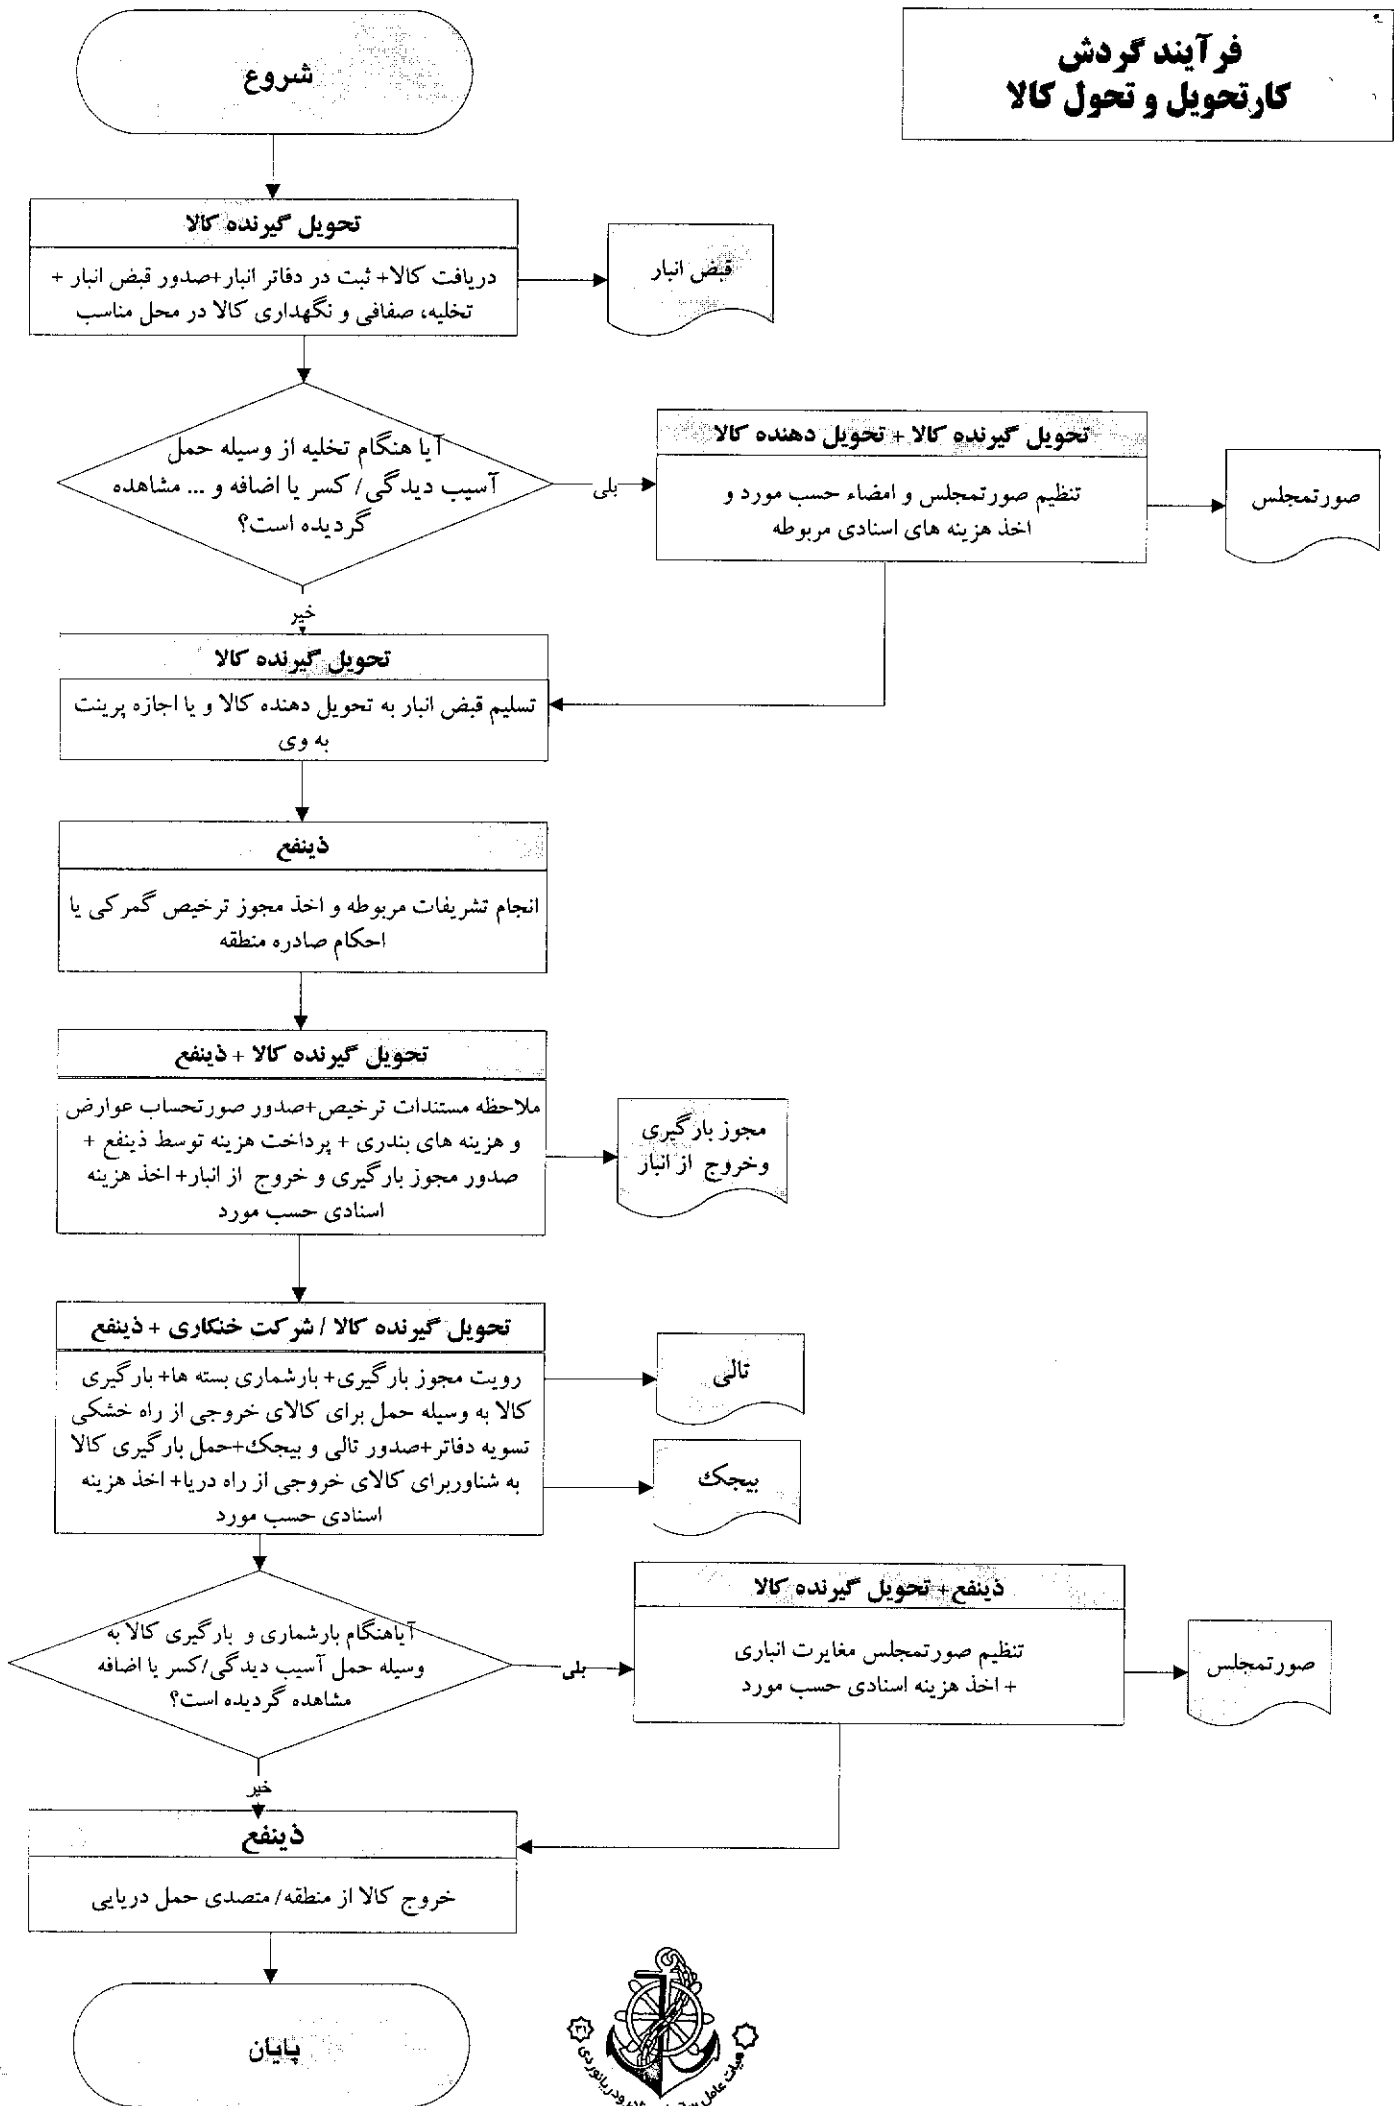 فرآیند گردش
کارتحویل و تحول کالا
شروع
تحویل گیرنده کالا
دریافت کالا+ ثبت در دفاتر انبار+صدور قبض انبار +
تخلیه، صفافی و نگهداری کالا در محل مناسب
قبض انبار
آیا هنگام تخلیه از وسیله حمل
آسیب دیدگی/ کسر یا اضافه و ... مشاهده
گردیده است؟
بلی
تحویل گیرنده کالا + تحویل دهنده کالا
تنظیم صورتمجلس و امضاء حسب مورد و
اخذ هزینه های اسنادی مربوطه
صورتمجلس
خیر
تحویل گیرنده کالا
تسلیم قبض انبار به تحویل دهنده کالا و یا اجازه پرینت
به وی
ذینفع
انجام تشریفات مربوطه و اخذ مجوز ترخیص گمرکی یا
احکام صادره منطقه
تحویل گیرنده کالا + ذینفع
ملاحظه مستندات ترخیص+صدور صورتحساب عوارض
و هزینه های بندری + پرداخت هزینه توسط ذینفع +
صدور مجوز بارگیری و خروج از انبار+ اخذ هزینه
اسنادی حسب مورد
مجوز بارگیری
وخروج از انبار
تحویل گیرنده کالا / شرکت خنکاری + ذینفع
رویت مجوز بارگیری+ بارشماری بسته ها+ بارگیری
کالا به وسیله حمل برای کالای خروجی از راه خشکی
تسویه دفاتر+صدور تالی و بیجک+حمل بارگیری کالا
به شناوربرای کالای خروجی از راه دریا+ اخذ هزینه
اسنادی حسب مورد
تالی
بیجک
آیاهنگام بارشماری و بارگیری کالا به
وسیله حمل آسیب دیدگی/کسر یا اضافه
مشاهده گردیده است؟
بلی
ذینفع+ تحویل گیرنده کالا
تنظیم صورتمجلس مغایرت انباری
+ اخذ هزینه اسنادی حسب مورد
صورتمجلس
خیر
ذینفع
خروج کالا از منطقه/ متصدی حمل دریایی
پایان
هیات عامل